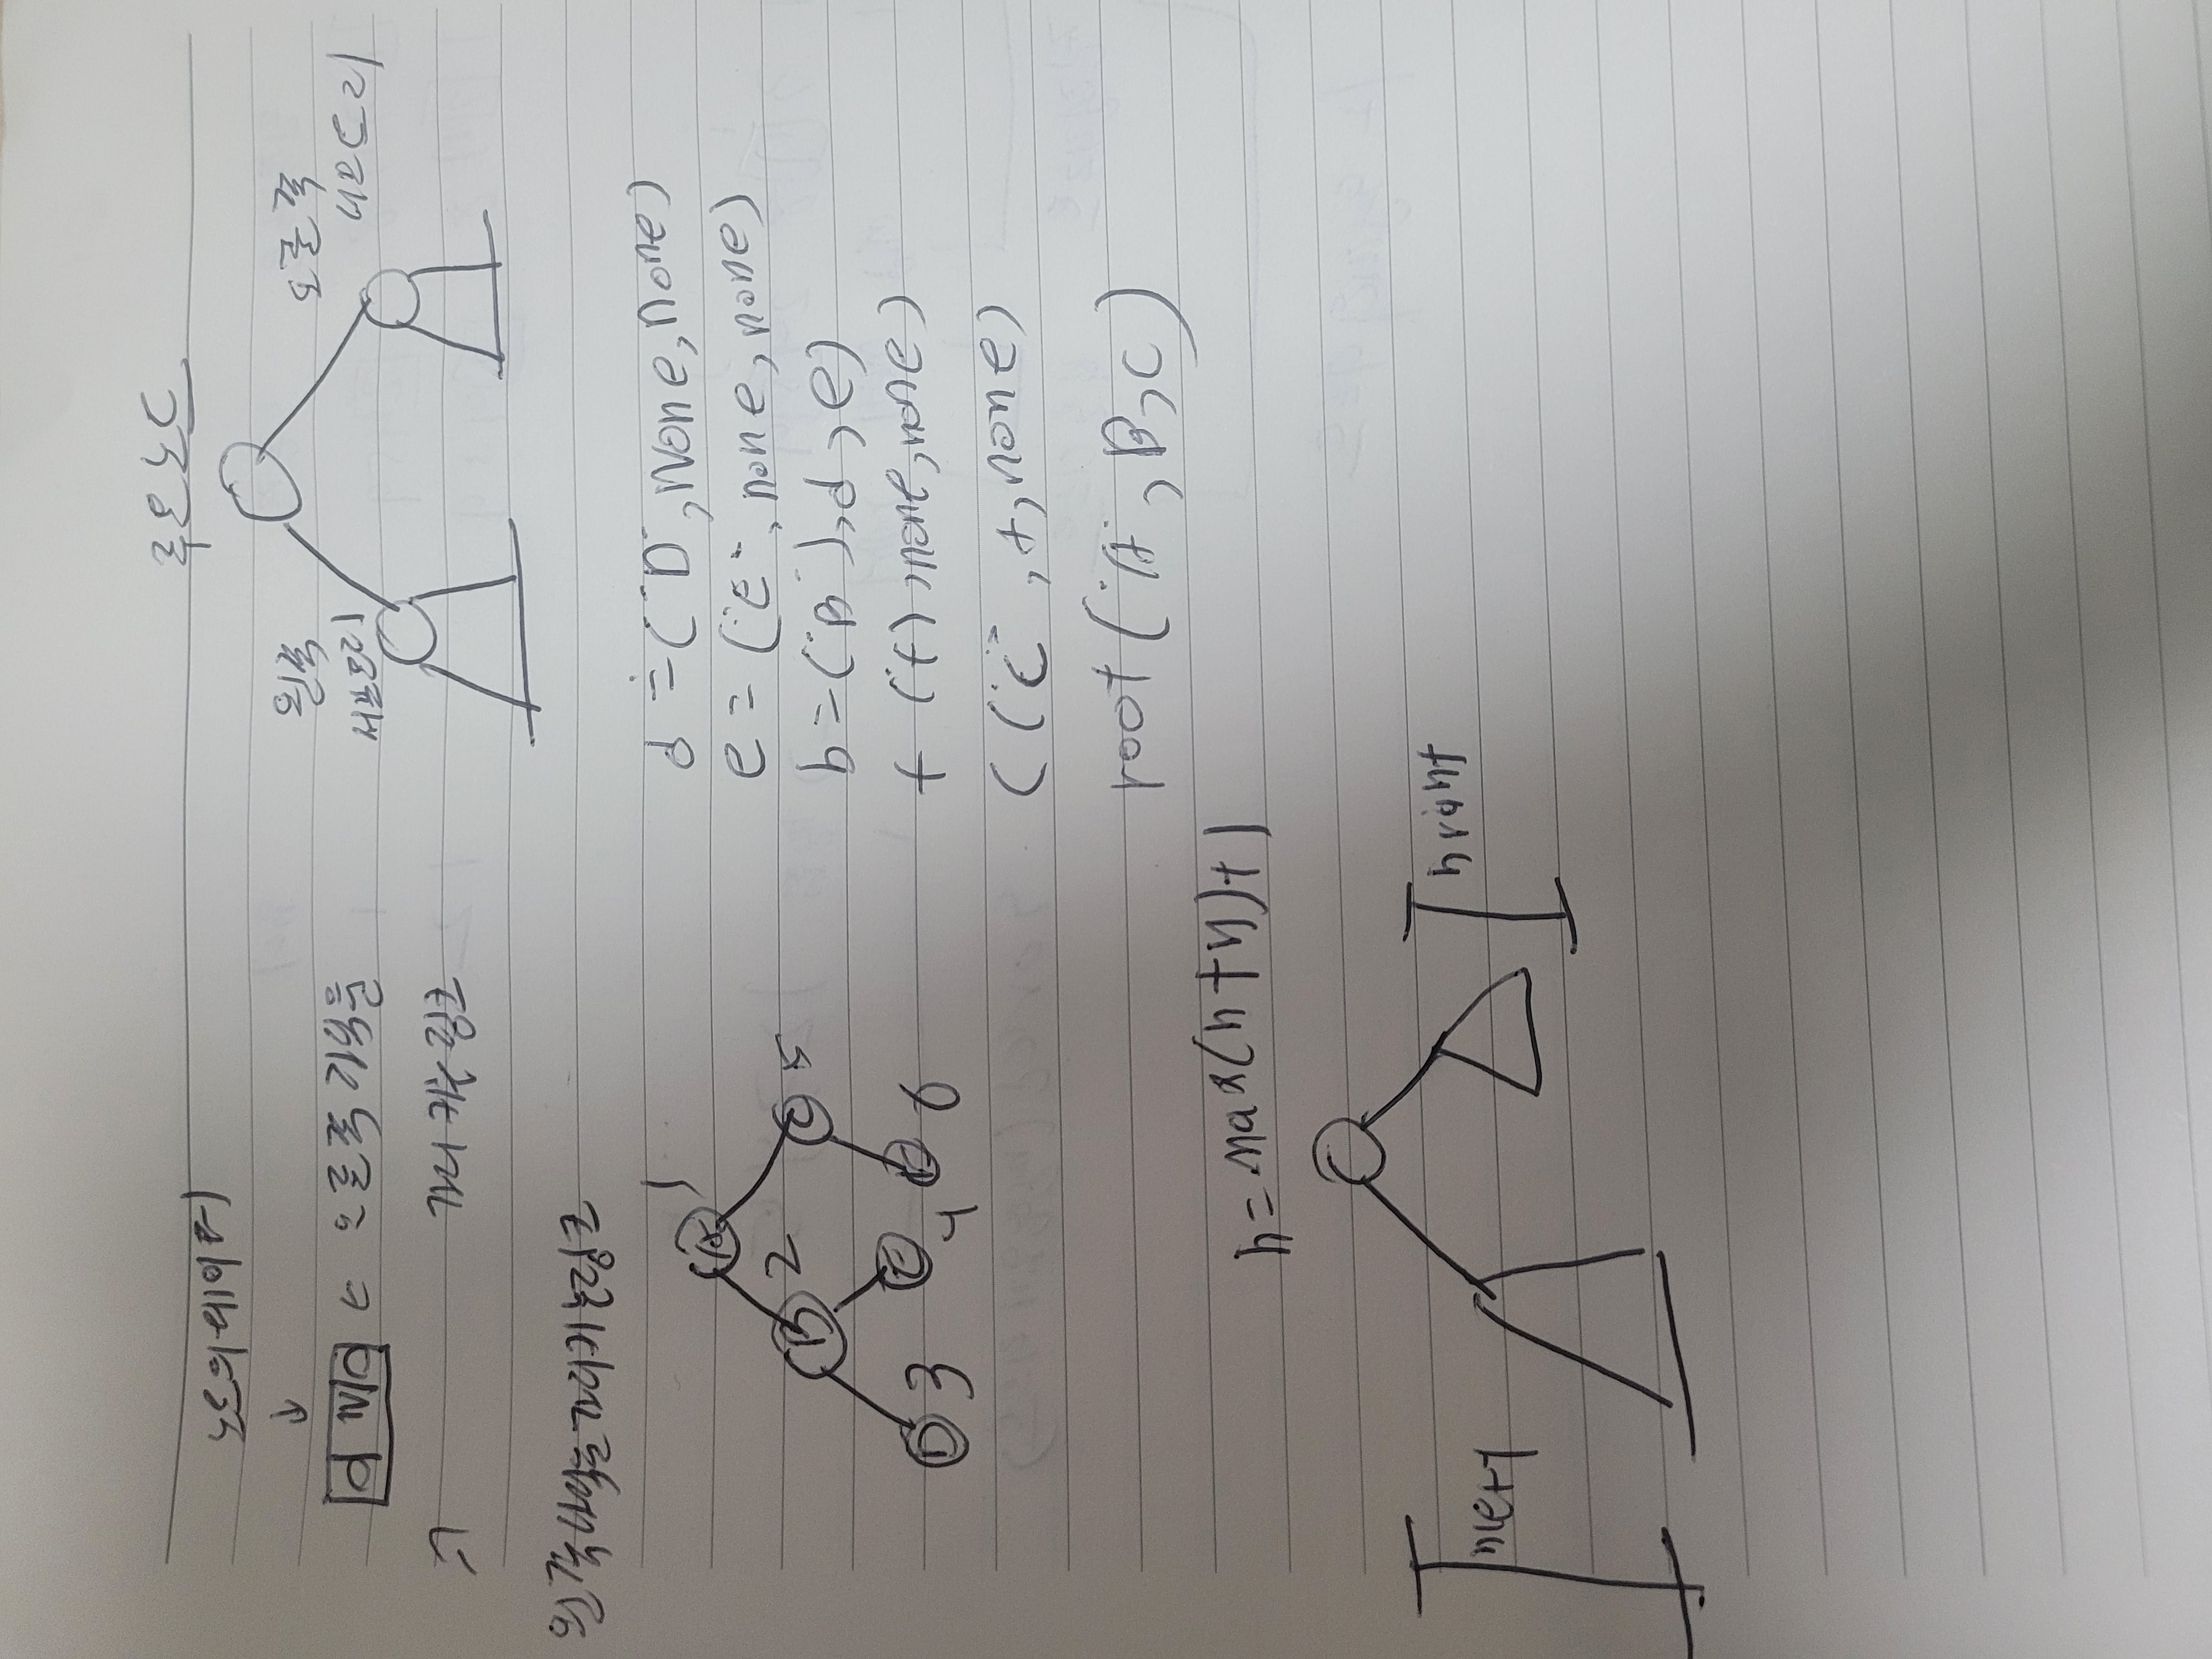 노드의 데이터
↓
← 오른쪽 자식을
가리키는 링크
왼쪽 자식을 가리키는 링크
루트노드
왼쪽
서브트리
오른쪽
서브트리
A 1
B 2
C 5
D 3
E 4
6
d = ("D", None, none)
e = ("E", none, none)
b = ("B"), d, e)
f (f), none, none)
( ("C", f, none)
root ("A", B, C)
h = max(h + h) + 1
hleft
hright